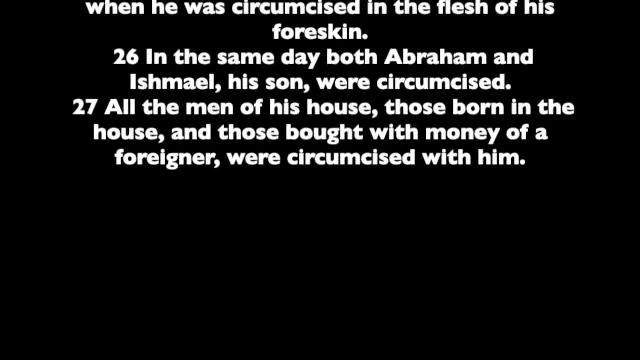 when he was circumcised in the flesh of his
foreskin.
26 In the same day both Abraham and
Ishmael, his son, were circumcised.
27 All the men of his house, those born in the
house, and those bought with money of a
foreigner, were circumcised with him.